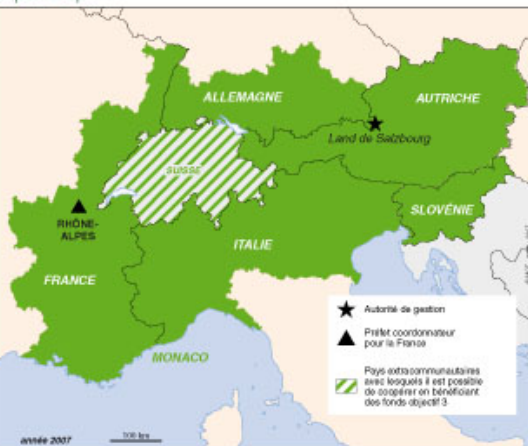 ALLEMAGNE
AUTRICHE
Land de Salzbourg
SUISSE
SLOVÉNIE
RHÔNE-
ALPES
ITALIE
FRANCE
MONACO
Autorité de gestion
Préfet coordonnateur
pour la France
Pays extracommunautaires
avec lesquels il est possible
de coopérer en bénéficiant
des fonds objectif 3
année 2007
100 km